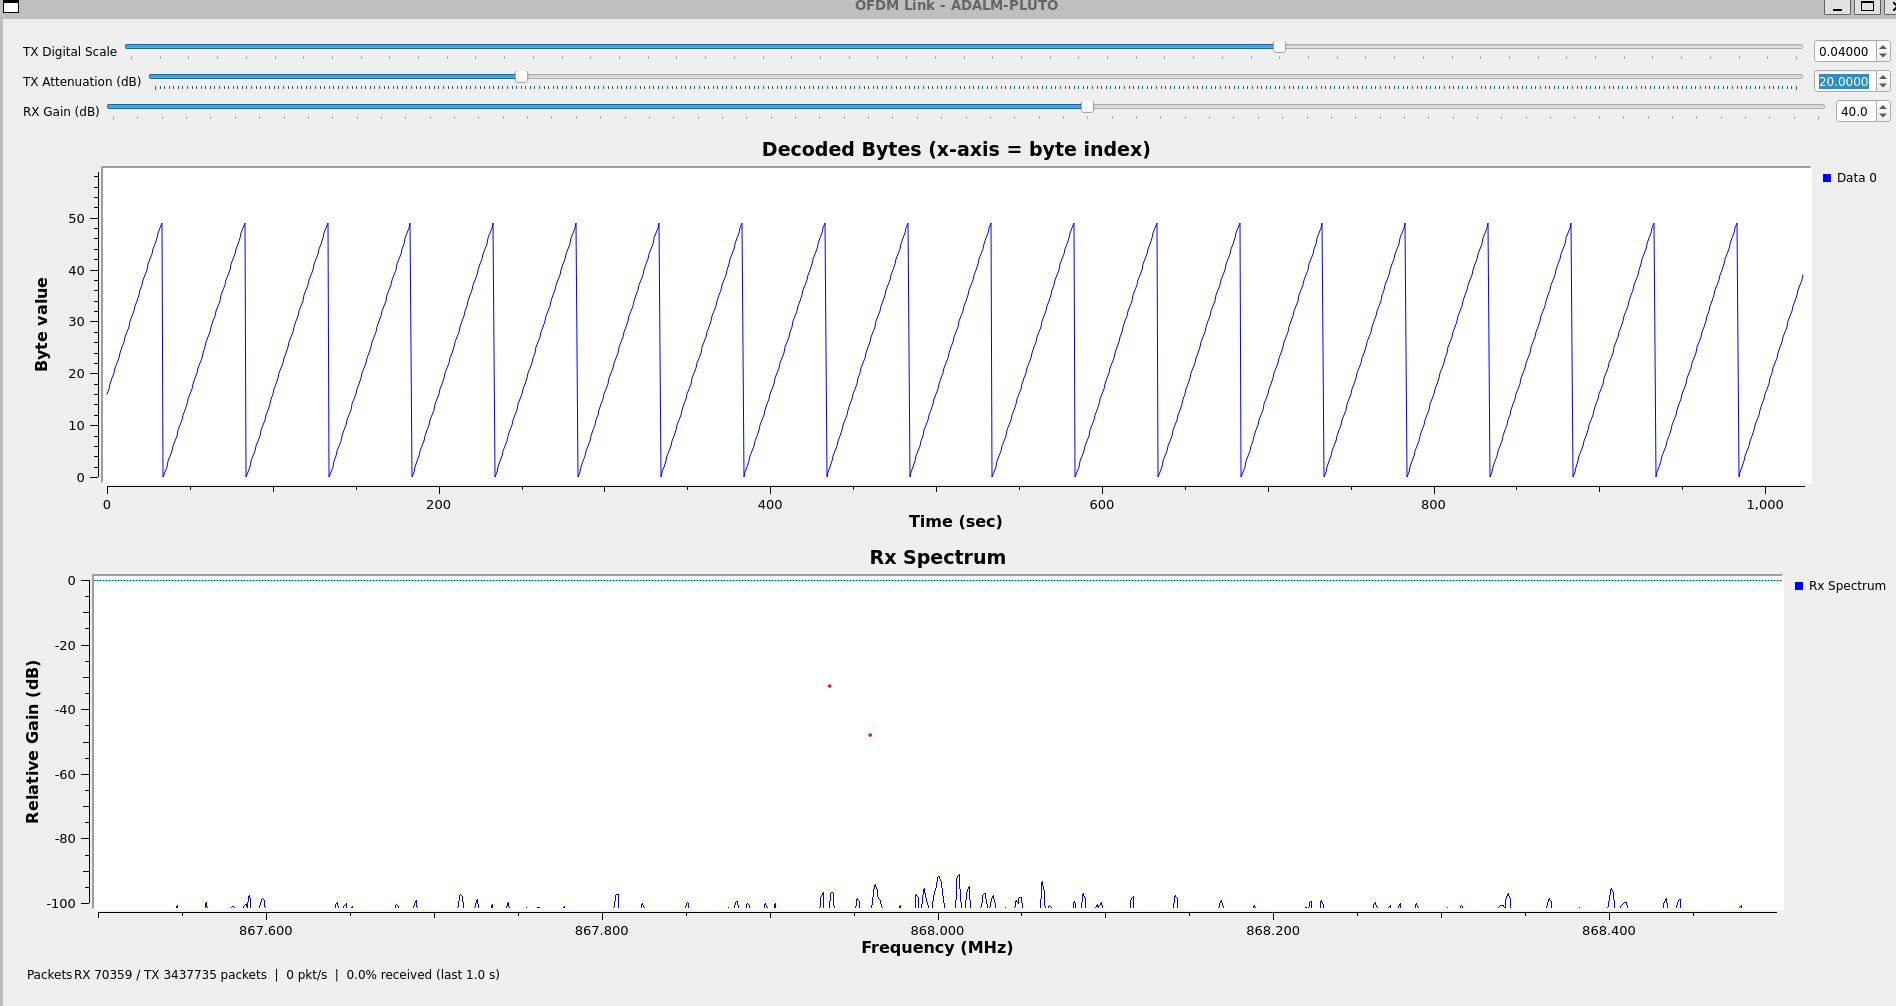 OFDM Link - ADALM-PLUTO
TX Digital Scale 0.04000
TX Attenuation (dB) 20.0000
RX Gain (dB) 40.0
Decoded Bytes (x-axis = byte index)
Data 0
Byte value
50
40
30
20
10
0
0 200 400 600 800 1,000
Time (sec)
Rx Spectrum
Rx Spectrum
Relative Gain (dB)
0
-20
-40
-60
-80
-100
867.600 867.800 868.000 868.200 868.400
Frequency (MHz)
Packets RX 70359 / TX 3437735 packets | 0 pkt/s | 0.0% received (last 1.0 s)